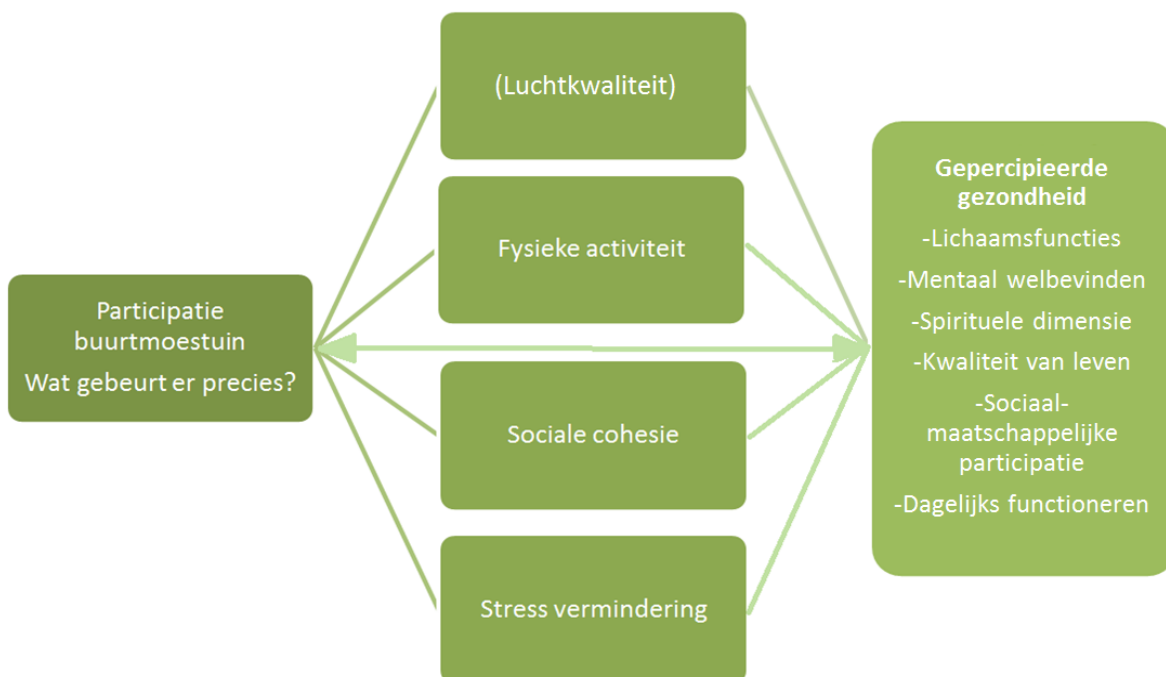 Participatie
buurtmoestuin
Wat gebeurt er precies?
(Luchtkwaliteit)
Fysieke activiteit
Sociale cohesie
Stress vermindering
Gepercipieerde
gezondheid
-Lichaamsfuncties
-Mentaal welbevinden
-Spirituele dimensie
-Kwaliteit van leven
-Sociaal-
maatschappelijke
participatie
-Dagelijks functioneren